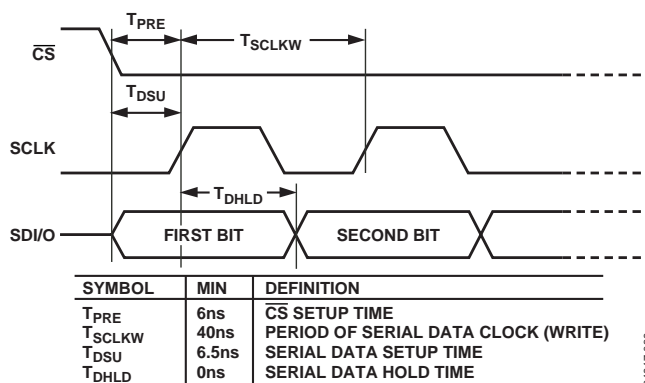 TPRE
TSCLKW
CS
TDSU
SCLK
TDHLD
SDI/O FIRST BIT SECOND BIT
SYMBOL MIN DEFINITION
TPRE 6ns CS SETUP TIME
TSCLKW 40ns PERIOD OF SERIAL DATA CLOCK (WRITE)
TDSU 6.5ns SERIAL DATA SETUP TIME
TDHLD 0ns SERIAL DATA HOLD TIME